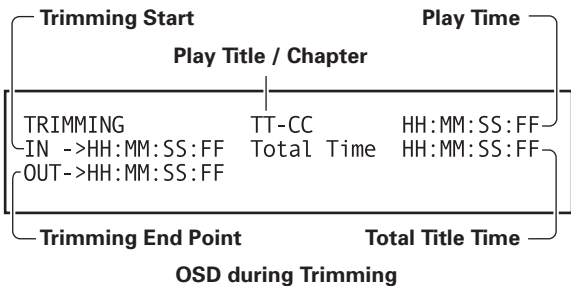 Trimming Start Play Time
Play Title / Chapter
TRIMMING TT-CC HH:MM:SS:FF
IN ->HH:MM:SS:FF Total Time HH:MM:SS:FF
OUT->HH:MM:SS:FF
Trimming End Point Total Title Time
OSD during Trimming